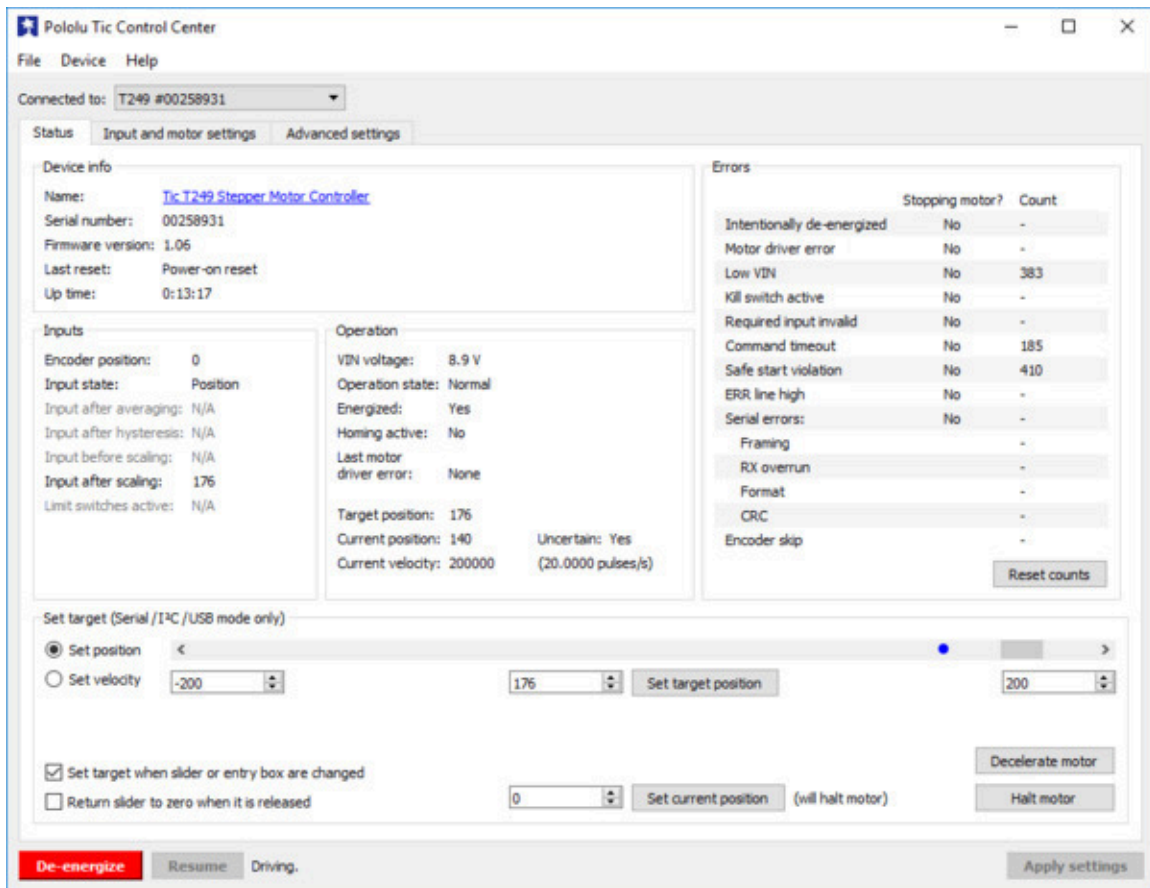 Pololu Tic Control Center
File Device Help
Connected to: T249 #00258931
Status Input and motor settings Advanced settings
Device info
Name: Tic T249 Stepper Motor Controller
Serial number: 00258931
Firmware version: 1.06
Last reset: Power-on reset
Up time: 0:13:17
Inputs
Encoder position: 0
Input state: Position
Input after averaging: N/A
Input after hysteresis: N/A
Input before scaling: N/A
Input after scaling: 176
Limit switches active: N/A
Operation
VIN voltage: 8.9 V
Operation state: Normal
Energized: Yes
Homing active: No
Last motor
driver error: None
Target position: 176
Current position: 140 Uncertain: Yes
Current velocity: 200000 (20.0000 pulses/s)
Errors
Stopping motor? Count
Intentionally de-energized No -
Motor driver error No -
Low VIN No 383
Kill switch active No -
Required input invalid No -
Command timeout No 185
Safe start violation No 410
ERR line high No -
Serial errors: No -
Framing -
RX overrun -
Format -
CRC -
Encoder skip -
Reset counts
Set target (Serial/I²C/USB mode only)
Set position
Set velocity -200 176 Set target position 200
Decelerate motor
Set target when slider or entry box are changed
Return slider to zero when it is released 0 Set current position (will halt motor) Halt motor
De-energize Resume Driving. Apply settings